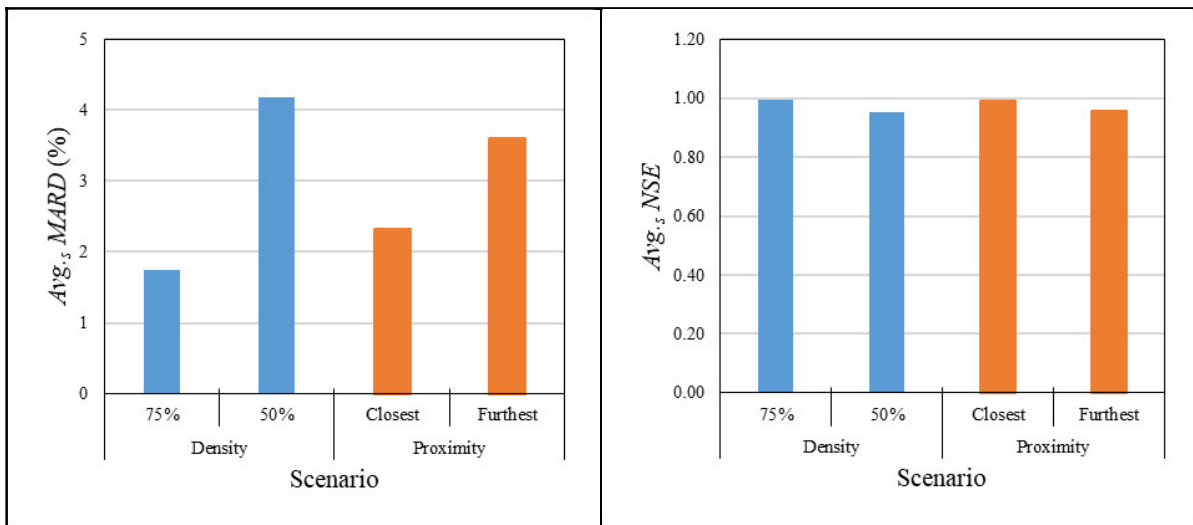 Avg.s MARD (%)
5
4
3
2
1
0
75% 50% Closest Furthest
Density Proximity
Scenario
Avg.s NSE
1.20
1.00
0.80
0.60
0.40
0.20
0.00
75% 50% Closest Furthest
Density Proximity
Scenario